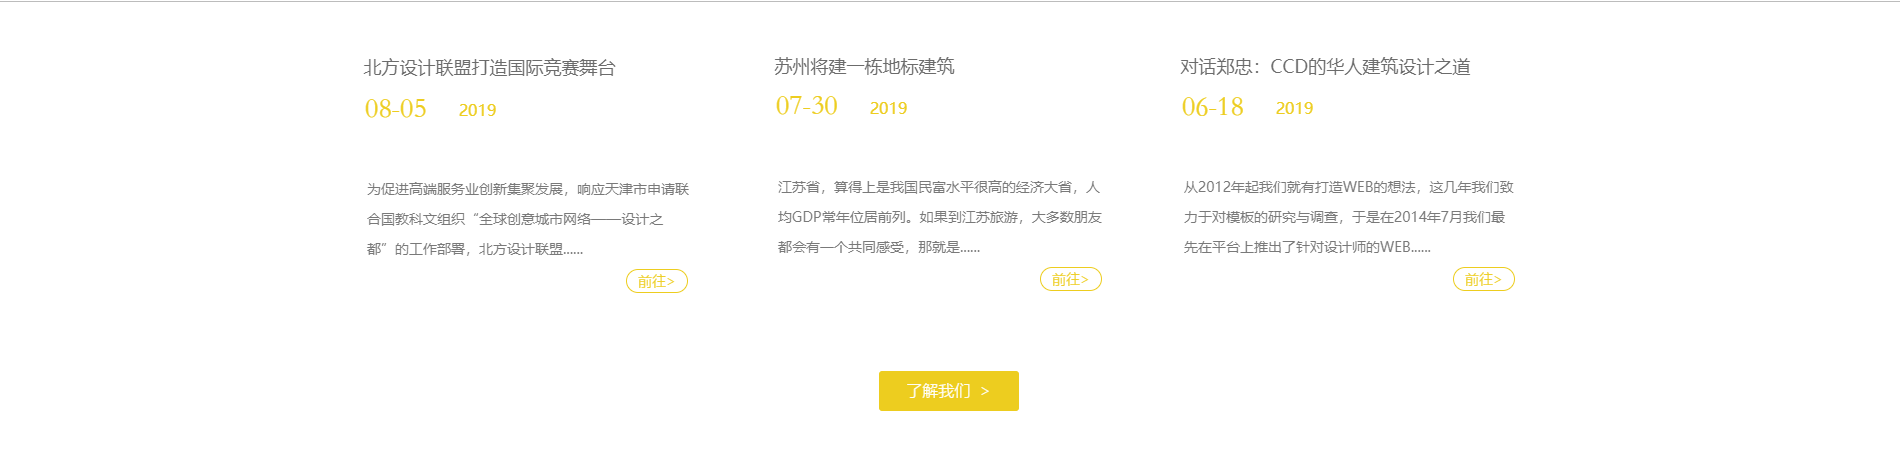 北方设计联盟打造国际竞赛舞台
08-05 2019
为促进高端服务业创新集聚发展，响应天津市申请联
合国教科文组织“全球创意城市网络——设计之
都”的工作部署，北方设计联盟......
前往>
苏州将建一栋地标建筑
07-30 2019
江苏省，算得上是我国民富水平很高的经济大省，人
均GDP常年位居前列。如果到江苏旅游，大多数朋友
都会有一个共同感受，那就是......
前往>
对话郑忠：CCD的华人建筑设计之道
06-18 2019
从2012年起我们就有打造WEB的想法，这几年我们致
力于对模板的研究与调查，于是在2014年7月我们最
先在平台上推出了针对设计师的WEB......
前往>
了解我们 >